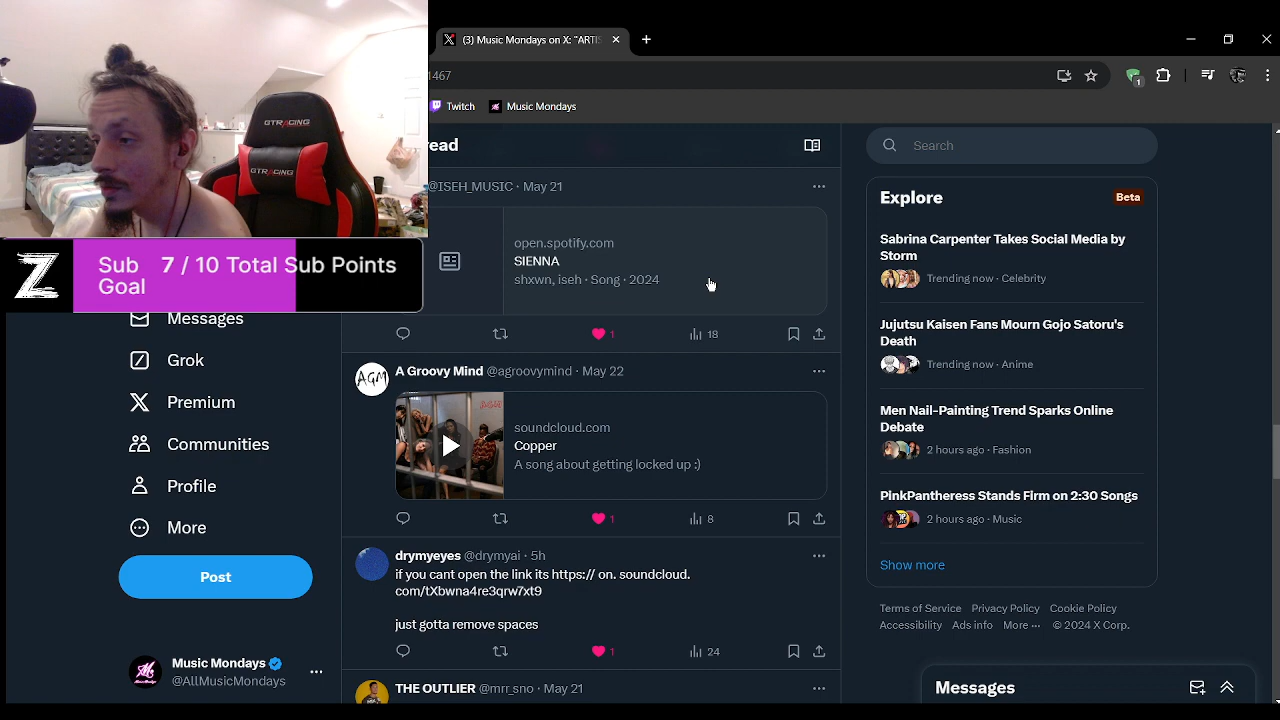 (3) Music Mondays on X: "ARTIS
467
Twitch
Music Mondays
GTRACING
GTRACING
Sub Goal
7 / 10 Total Sub Points
Messages
Grok
Premium
Communities
Profile
More
Post
Music Mondays
@AllMusicMondays
read
@ISEH_MUSIC · May 21
open.spotify.com
SIENNA
shxwn, iseh · Song · 2024
1
18
AGM
A Groovy Mind @agroovymind · May 22
AGM
soundcloud.com
Copper
A song about getting locked up :)
1
8
drymyeyes @drymyai · 5h
if you cant open the link its https:// on. soundcloud.
com/tXbwna4re3qrw7xt9
just gotta remove spaces
1
24
THE OUTLIER @mrr_sno · May 21
Search
Explore
Beta
Sabrina Carpenter Takes Social Media by
Storm
Trending now · Celebrity
Jujutsu Kaisen Fans Mourn Gojo Satoru's
Death
Trending now · Anime
Men Nail-Painting Trend Sparks Online
Debate
2 hours ago · Fashion
PinkPantheress Stands Firm on 2:30 Songs
2 hours ago · Music
Show more
Terms of Service Privacy Policy Cookie Policy
Accessibility Ads info More ··· © 2024 X Corp.
Messages